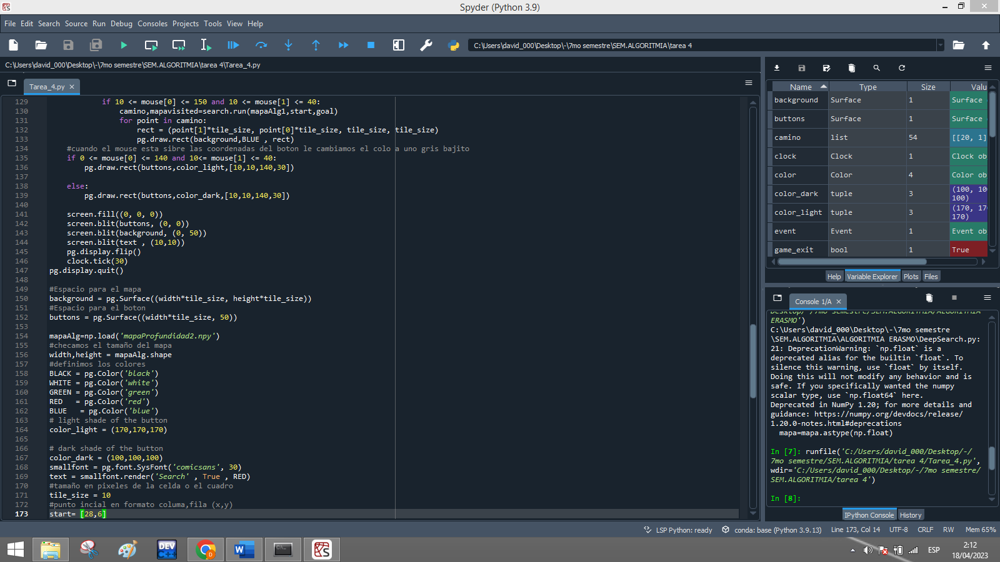 Spyder (Python 3.9)
File Edit Search Source Run Debug Consoles Projects Tools View Help
C:\Users\david_000\Desktop\-\7mo semestre\SEM.ALGORITMIA\tarea 4
C:\Users\david_000\Desktop\-\7mo semestre\SEM.ALGORITMIA\tarea 4\Tarea_4.py
Tarea_4.py
129 if 10 <= mouse[0] <= 150 and 10 <= mouse[1] <= 40:
130 camino,mapavisited=search.run(mapaAlg1,start,goal)
131 for point in camino:
132 rect = (point[1]*tile_size, point[0]*tile_size, tile_size, tile_size)
133 pg.draw.rect(background,BLUE , rect)
134 #cuando el mouse esta sibre las coordenadas del boton le cambiamos el colo a uno gris bajito
135 if 0 <= mouse[0] <= 140 and 10<= mouse[1] <= 40:
136 pg.draw.rect(buttons,color_light,[10,10,140,30])
137
138 else:
139 pg.draw.rect(buttons,color_dark,[10,10,140,30])
140
141 screen.fill((0, 0, 0))
142 screen.blit(buttons, (0, 0))
143 screen.blit(background, (0, 50))
144 screen.blit(text , (10,10))
145 pg.display.flip()
146 clock.tick(30)
147 pg.display.quit()
148
149 #Espacio para el mapa
150 background = pg.Surface((width*tile_size, height*tile_size))
151 #Espacio para el boton
152 buttons = pg.Surface((width*tile_size, 50))
153
154 mapaAlg=np.load('mapaProfundidad2.npy')
155 #checamos el tamaño del mapa
156 width,height = mapaAlg.shape
157 #definimos los colores
158 BLACK = pg.Color('black')
159 WHITE = pg.Color('white')
160 GREEN = pg.Color('green')
161 RED = pg.Color('red')
162 BLUE = pg.Color('blue')
163 # light shade of the button
164 color_light = (170,170,170)
165
166 # dark shade of the button
167 color_dark = (100,100,100)
168 smallfont = pg.font.SysFont('comicsans', 30)
169 text = smallfont.render('Search' , True , RED)
170 #tamaño en pixeles de la celda o el cuadro
171 tile_size = 10
172 #punto incial en formato columa,fila (x,y)
173 start= [28,6]
Name Type Size Valu
background Surface 1 Surface
buttons Surface 1 Surface
camino list 54 [[20, 1]
clock Clock 1 Clock ob
color Color 4 Color ob
color_dark tuple 3 (100, 10
100)
color_light tuple 3 (170, 17
170)
event Event 1 Event ob
game_exit bool 1 True
Help Variable Explorer Plots Files
Console 1/A
Desktop/-/7mo semestre/SEM.ALGORITMIA/ALGORITMIA
ERASMO')
C:\Users\david_000\Desktop\-\7mo semestre
\SEM.ALGORITMIA\ALGORITMIA ERASMO\DeepSearch.py:
21: DeprecationWarning: `np.float` is a
deprecated alias for the builtin `float`. To
silence this warning, use `float` by itself.
Doing this will not modify any behavior and is
safe. If you specifically wanted the numpy
scalar type, use `np.float64` here.
Deprecated in NumPy 1.20; for more details and
guidance: https://numpy.org/devdocs/release/
1.20.0-notes.html#deprecations
mapa=mapa.astype(np.float)
In [7]: runfile('C:/Users/david_000/Desktop/-/
7mo semestre/SEM.ALGORITMIA/tarea 4/Tarea_4.py',
wdir='C:/Users/david_000/Desktop/-/7mo semestre/
SEM.ALGORITMIA/tarea 4')
In [8]:
IPython Console History
LSP Python: ready conda: base (Python 3.9.13) Line 173, Col 14 UTF-8 CRLF RW Mem 65%
DEV
C++
D
ESP
2:12
18/04/2023